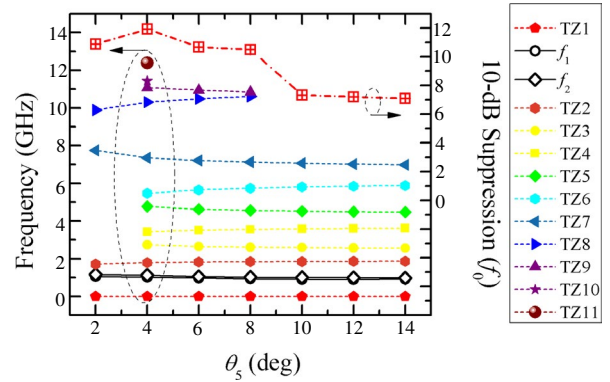 Frequency (GHz)
14
12
10
8
6
4
2
0
2 4 6 8 10 12 14
θ5 (deg)
12
10
8
6
4
2
0
10-dB Suppression (f0)
TZ1
f1
f2
TZ2
TZ3
TZ4
TZ5
TZ6
TZ7
TZ8
TZ9
TZ10
TZ11